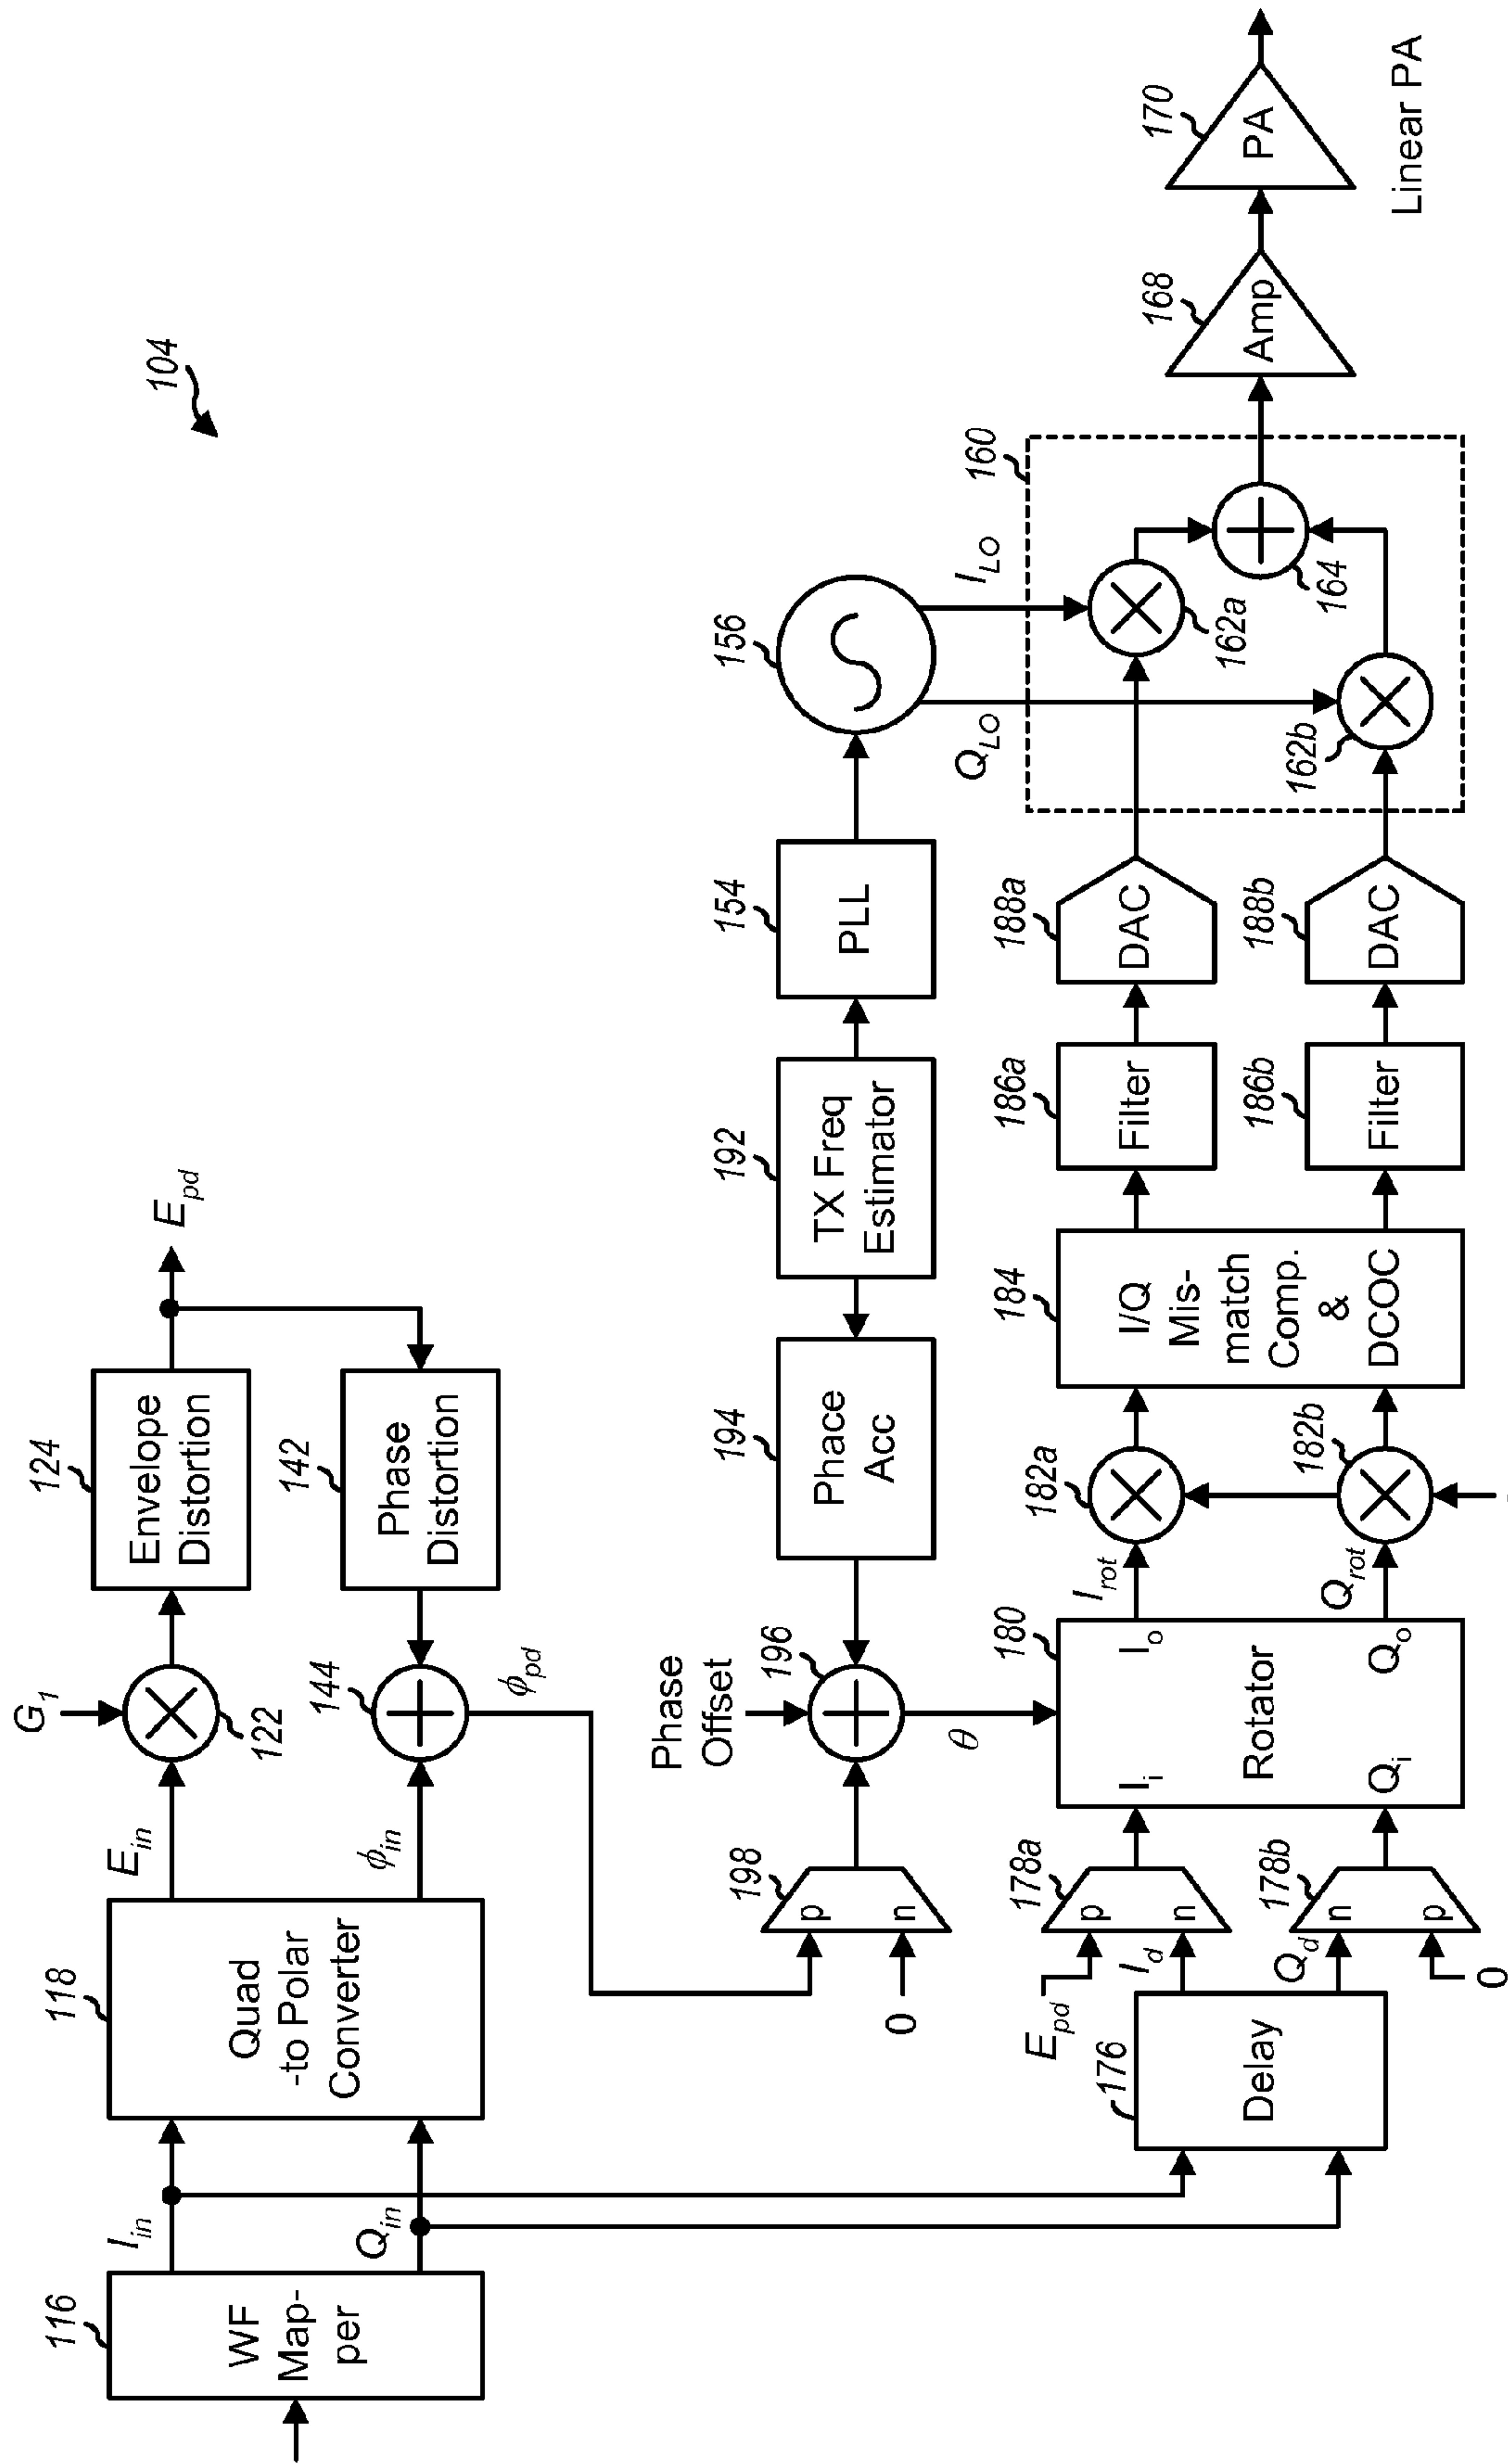 104
116
WF
Map-
per
I_in
Q_in
118
Quad
-to Polar
Converter
E_in
ϕ_in
G_1
122
144
ϕ_pd
124
Envelope
Distortion
142
Phase
Distortion
E_pd
198
p
n
0
Phase
Offset
196
θ
194
Phace
Acc
192
TX Freq
Estimator
154
PLL
156
I_LO
Q_LO
176
Delay
E_pd
I_d
Q_d
178a
p
n
178b
n
p
0
180
I_i
I_o
Rotator
Q_i
Q_o
I_rot
Q_rot
182a
182b
184
I/Q
Mis-
match
Comp.
&
DCOC
186a
Filter
186b
Filter
188a
DAC
188b
DAC
160
162a
162b
164
168
Amp
170
PA
Linear PA